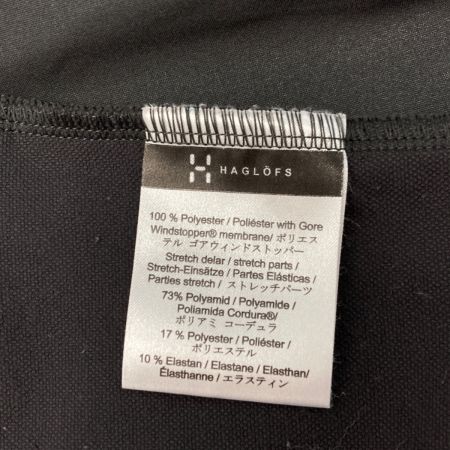 HAGLÖFS
100 % Polyester / Poliéster with Gore
Windstopper® membrane/ ポリエス
テル ゴアウィンドストッパー
Stretch delar / stretch parts /
Stretch-Einsätze / Partes Elásticas /
Parties stretch / ストレッチパーツ
73% Polyamid / Polyamide /
Poliamida Cordura®/
ポリアミ コーデュラ
17 % Polyester / Poliéster /
ポリエステル
10 % Elastan / Elastane / Elasthan/
Élasthanne / エラスティン